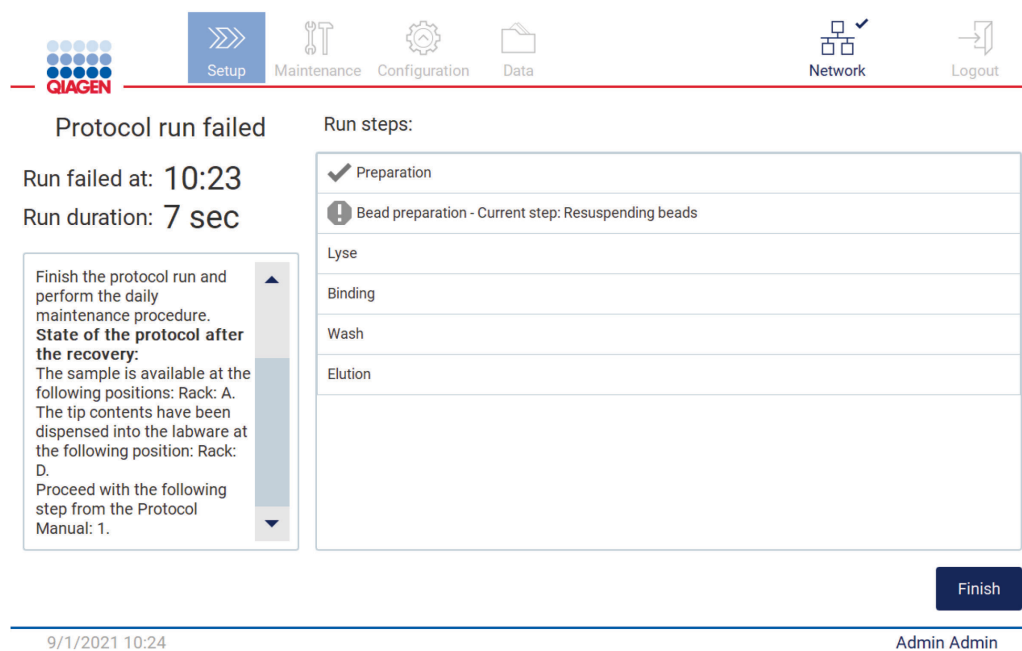 QIAGEN
Setup
Maintenance
Configuration
Data
Network
Logout
Protocol run failed
Run failed at: 10:23
Run duration: 7 sec
Finish the protocol run and
perform the daily
maintenance procedure.
State of the protocol after
the recovery:
The sample is available at the
following positions: Rack: A.
The tip contents have been
dispensed into the labware at
the following position: Rack:
D.
Proceed with the following
step from the Protocol
Manual: 1.
Run steps:
Preparation
Bead preparation - Current step: Resuspending beads
Lyse
Binding
Wash
Elution
Finish
9/1/2021 10:24
Admin Admin